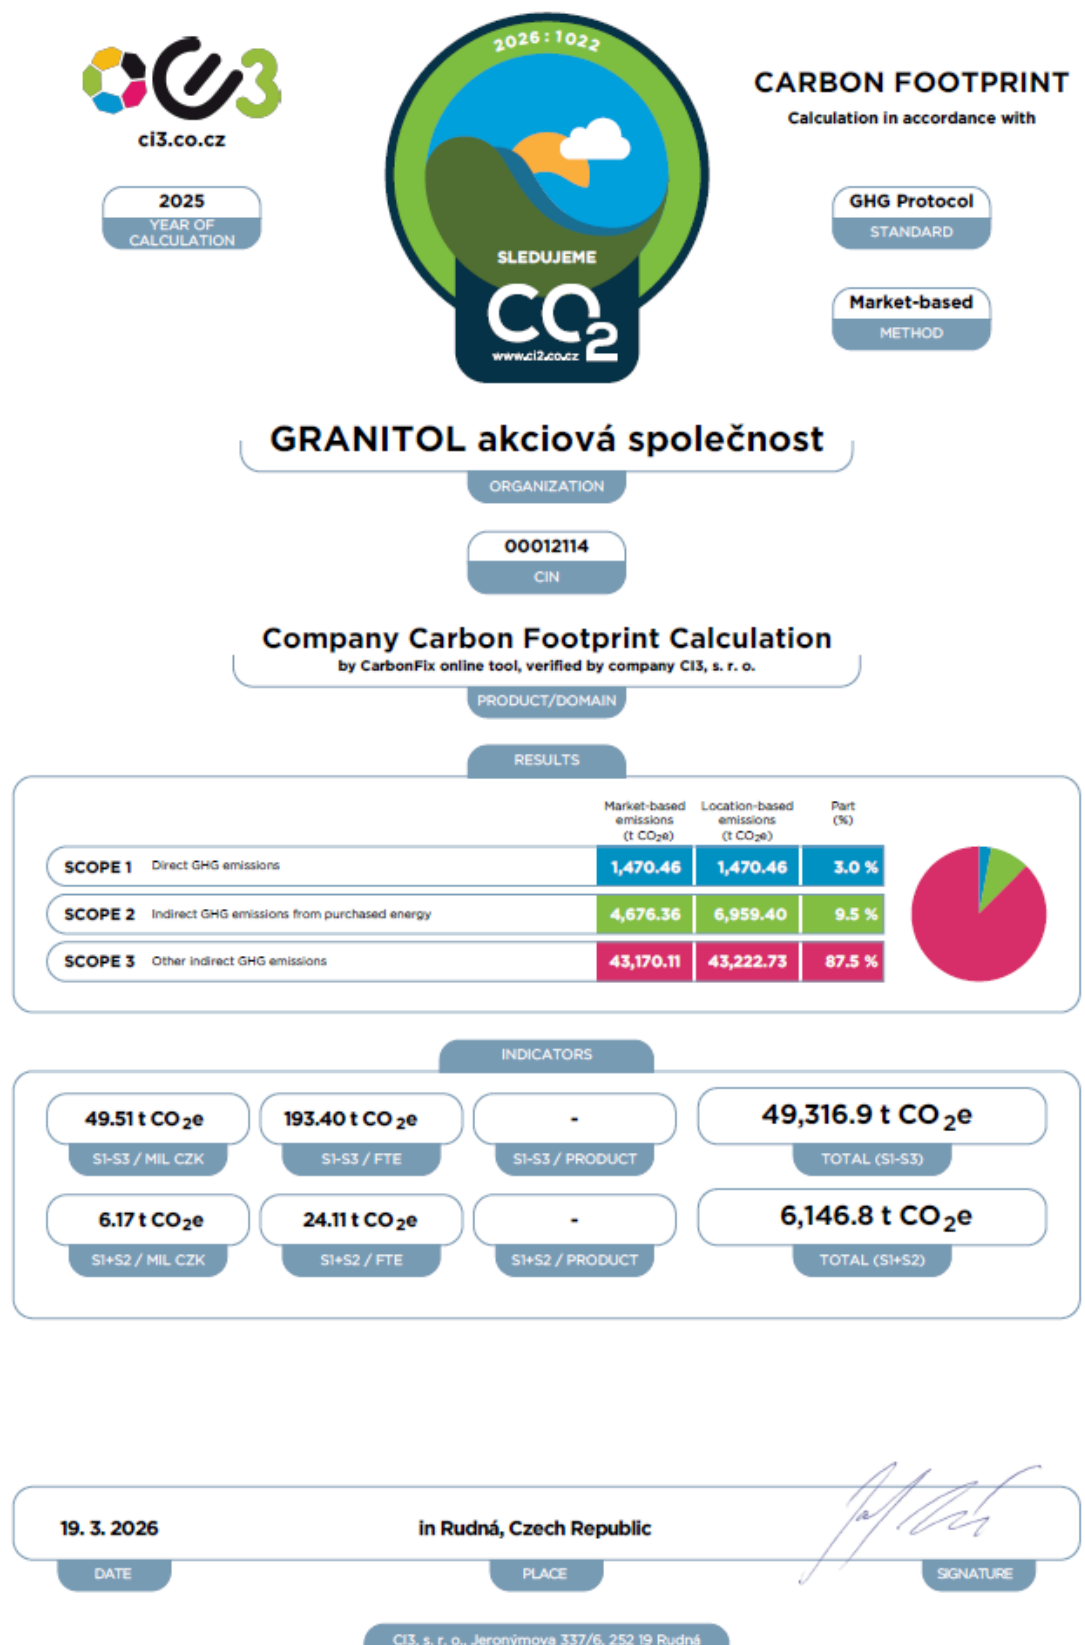 ci3.co.cz
2025
YEAR OF
CALCULATION
2026:1022
SLEDUJEME
CO2
www.ci2.co.cz
CARBON FOOTPRINT
Calculation in accordance with
GHG Protocol
STANDARD
Market-based
METHOD
GRANITOL akciová společnost
ORGANIZATION
00012114
CIN
Company Carbon Footprint Calculation
by CarbonFix online tool, verified by company CI3, s. r. o.
PRODUCT/DOMAIN
RESULTS
Market-based emissions (t CO2e) Location-based emissions (t CO2e) Part (%)
SCOPE 1 Direct GHG emissions 1,470.46 1,470.46 3.0 %
SCOPE 2 Indirect GHG emissions from purchased energy 4,676.36 6,959.40 9.5 %
SCOPE 3 Other indirect GHG emissions 43,170.11 43,222.73 87.5 %
INDICATORS
49.51 t CO2e 193.40 t CO2e - 49,316.9 t CO2e
S1-S3 / MIL CZK S1-S3 / FTE S1-S3 / PRODUCT TOTAL (S1-S3)
6.17 t CO2e 24.11 t CO2e - 6,146.8 t CO2e
S1+S2 / MIL CZK S1+S2 / FTE S1+S2 / PRODUCT TOTAL (S1+S2)
19. 3. 2026 in Rudná, Czech Republic
DATE PLACE SIGNATURE
CI3, s. r. o., Jeronýmova 337/6, 252 19 Rudná